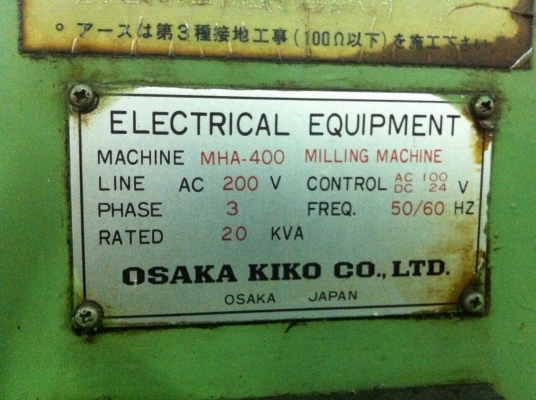 。アースは第3種接地工事(100Ω以下)を施工下さい。
ELECTRICAL EQUIPMENT
MACHINE MHA-400 MILLING MACHINE
LINE AC 200 V CONTROL AC 100 DC 24 V
PHASE 3 FREQ. 50/60 HZ
RATED 20 KVA
OSAKA KIKO CO., LTD.
OSAKA JAPAN